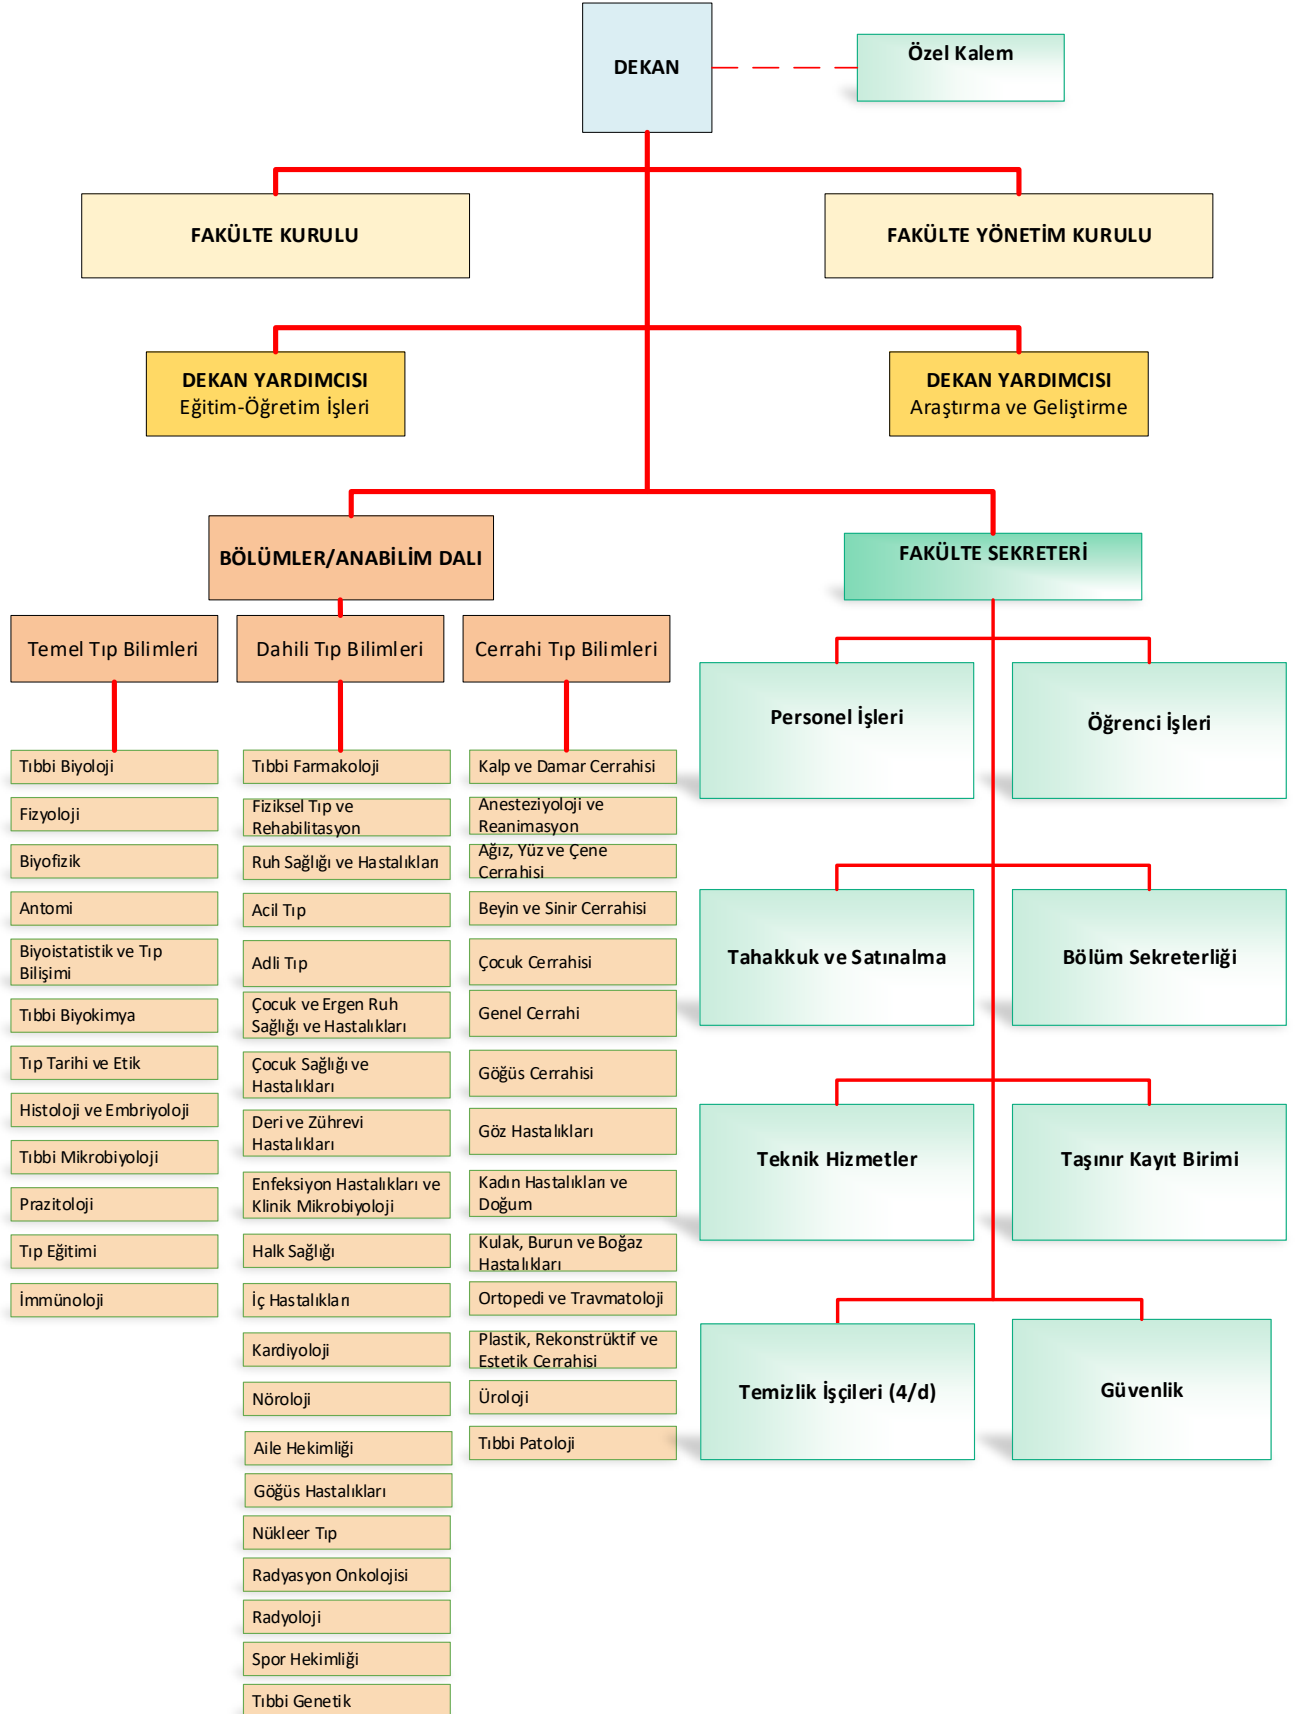 DEKAN
Özel Kalem
FAKÜLTE KURULU
FAKÜLTE YÖNETİM KURULU
DEKAN YARDIMCISI
Eğitim-Öğretim İşleri
DEKAN YARDIMCISI
Araştırma ve Geliştirme
BÖLÜMLER/ANABİLİM DALI
FAKÜLTE SEKRETERİ
Temel Tıp Bilimleri
Dahili Tıp Bilimleri
Cerrahi Tıp Bilimleri
Tıbbi Biyoloji
Fizyoloji
Biyofizik
Antomi
Biyoistatistik ve Tıp
Bilişimi
Tıbbi Biyokimya
Tıp Tarihi ve Etik
Histoloji ve Embriyoloji
Tıbbi Mikrobiyoloji
Prazitoloji
Tıp Eğitimi
İmmünoloji
Tıbbi Farmakoloji
Fiziksel Tıp ve
Rehabilitasyon
Ruh Sağlığı ve Hastalıkları
Acil Tıp
Adli Tıp
Çocuk ve Ergen Ruh
Sağlığı ve Hastalıkları
Çocuk Sağlığı ve
Hastalıkları
Deri ve Zührevi
Hastalıkları
Enfeksiyon Hastalıkları ve
Klinik Mikrobiyoloji
Halk Sağlığı
İç Hastalıkları
Kardiyoloji
Nöroloji
Aile Hekimliği
Göğüs Hastalıkları
Nükleer Tıp
Radyasyon Onkolojisi
Radyoloji
Spor Hekimliği
Tıbbi Genetik
Kalp ve Damar Cerrahisi
Anesteziyoloji ve
Reanimasyon
Ağız, Yüz ve Çene
Cerrahisi
Beyin ve Sinir Cerrahisi
Çocuk Cerrahisi
Genel Cerrahi
Göğüs Cerrahisi
Göz Hastalıkları
Kadın Hastalıkları ve
Doğum
Kulak, Burun ve Boğaz
Hastalıkları
Ortopedi ve Travmatoloji
Plastik, Rekonstrüktif ve
Estetik Cerrahisi
Üroloji
Tıbbi Patoloji
Personel İşleri
Öğrenci İşleri
Tahakkuk ve Satınalma
Bölüm Sekreterliği
Teknik Hizmetler
Taşınır Kayıt Birimi
Temizlik İşçileri (4/d)
Güvenlik